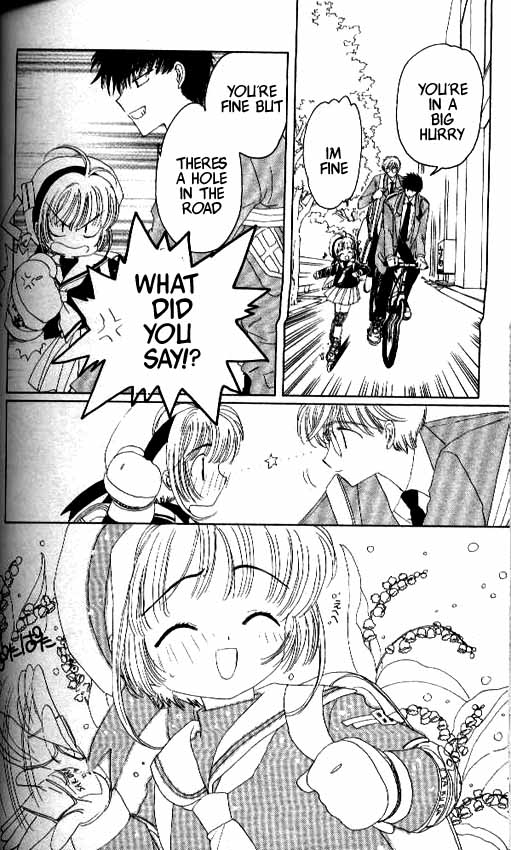 YOU'RE
IN A
BIG
HURRY
IM
FINE
YOU'RE
FINE BUT
THERES
A HOLE
IN THE
ROAD
WHAT
DID
YOU
SAY!?